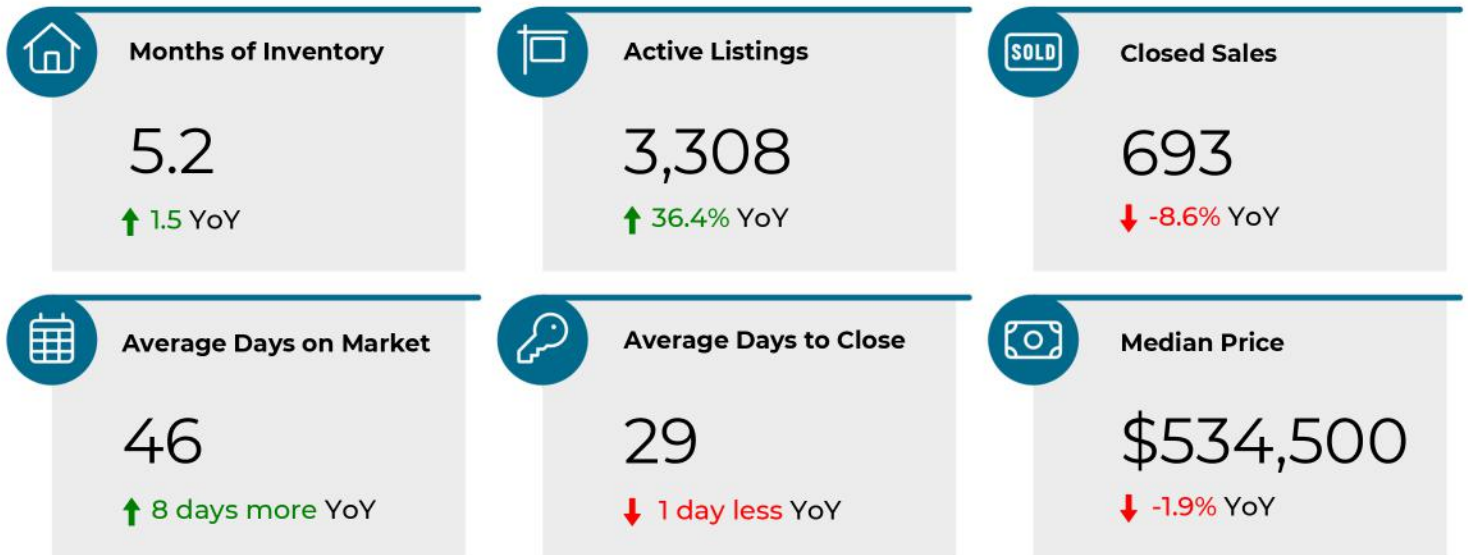 Months of Inventory
5.2
↑ 1.5 YoY
Active Listings
3,308
↑ 36.4% YoY
SOLD
Closed Sales
693
↓ -8.6% YoY
Average Days on Market
46
↑ 8 days more YoY
Average Days to Close
29
↓ 1 day less YoY
Median Price
$534,500
↓ -1.9% YoY